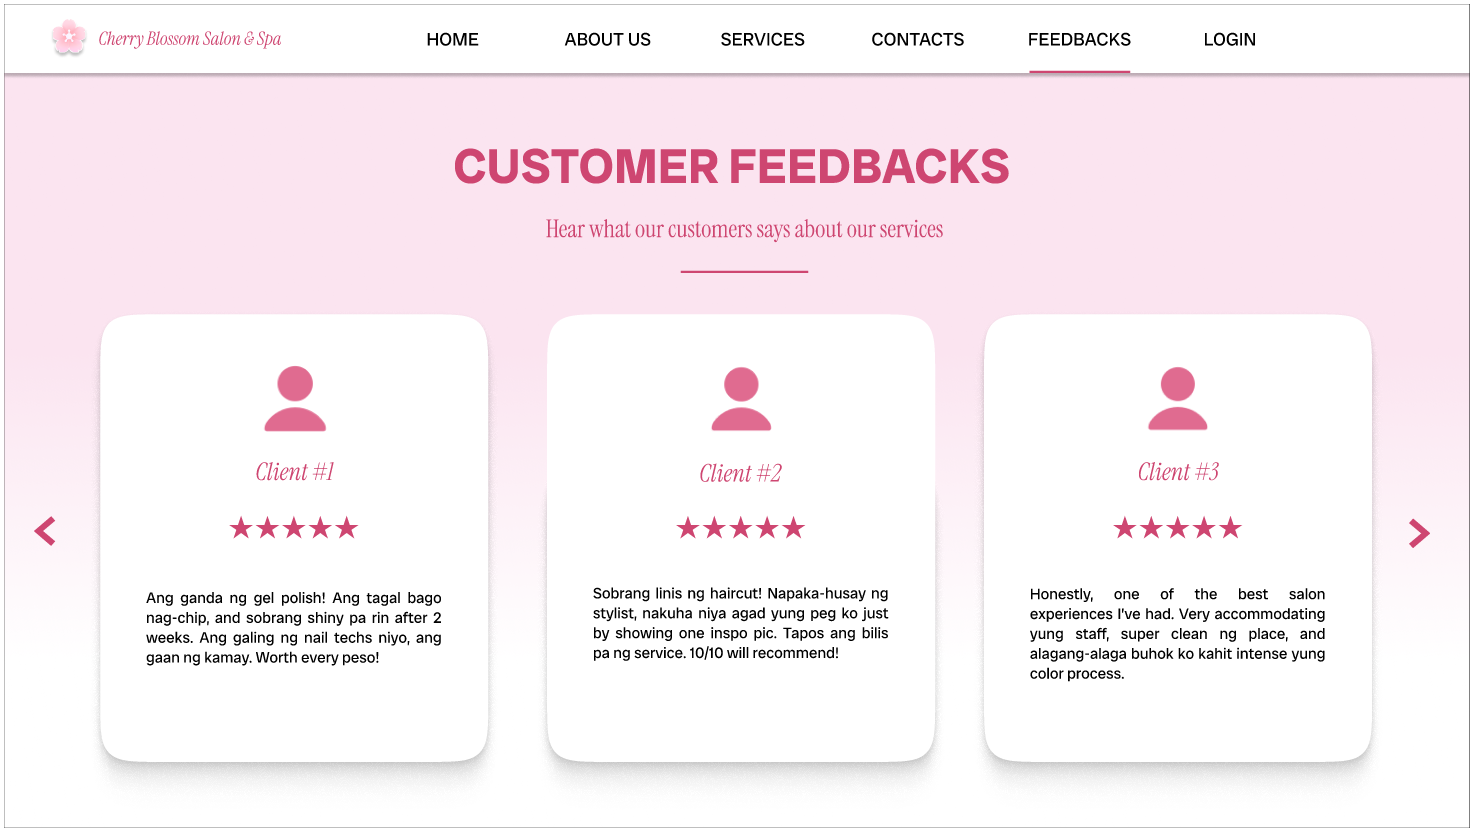 Cherry Blossom Salon & Spa
HOME
ABOUT US
SERVICES
CONTACTS
FEEDBACKS
LOGIN
CUSTOMER FEEDBACKS
Hear what our customers says about our services
Client #1
Ang ganda ng gel polish! Ang tagal bago
nag-chip, and sobrang shiny pa rin after 2
weeks. Ang galing ng nail techs niyo, ang
gaan ng kamay. Worth every peso!
Client #2
Sobrang linis ng haircut! Napaka-husay ng
stylist, nakuha niya agad yung peg ko just
by showing one inspo pic. Tapos ang bilis
pa ng service. 10/10 will recommend!
Client #3
Honestly, one of the best salon
experiences I've had. Very accommodating
yung staff, super clean ng place, and
alagang-alaga buhok ko kahit intense yung
color process.